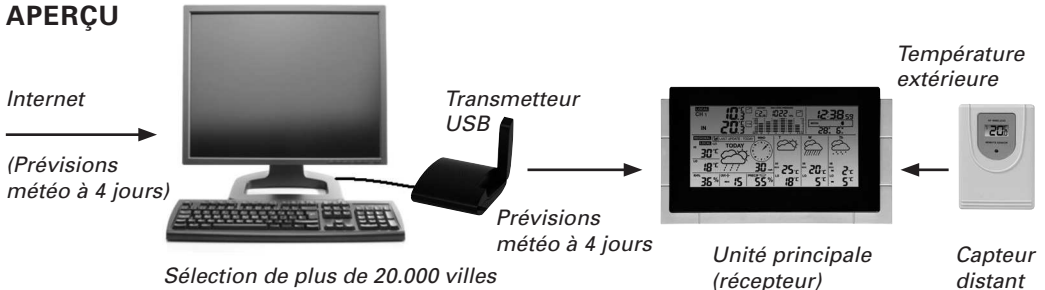 APERÇU
Internet
(Prévisions
météo à 4 jours)
Sélection de plus de 20.000 villes
Transmetteur
USB
Prévisions
météo à 4 jours
TODAY
Unité principale
(récepteur)
Température
extérieure
Capteur
distant